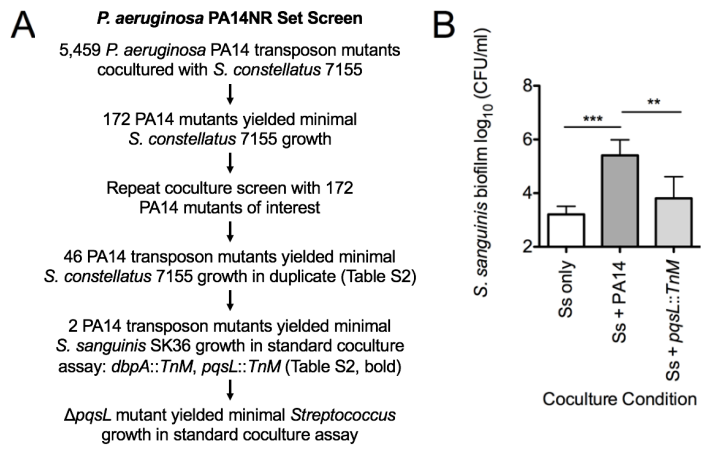 A
P. aeruginosa PA14NR Set Screen
5,459 P. aeruginosa PA14 transposon mutants
cocultured with S. constellatus 7155
172 PA14 mutants yielded minimal
S. constellatus 7155 growth
Repeat coculture screen with 172
PA14 mutants of interest
46 PA14 transposon mutants yielded minimal
S. constellatus 7155 growth in duplicate (Table S2)
2 PA14 transposon mutants yielded minimal
S. sanguinis SK36 growth in standard coculture
assay: dbpA::TnM, pqsL::TnM (Table S2, bold)
ΔpqsL mutant yielded minimal Streptococcus
growth in standard coculture assay
B
S. sanguinis biofilm log10 (CFU/ml)
8
6
4
2
***
**
Ss only
Ss + PA14
Ss + pqsL::TnM
Coculture Condition